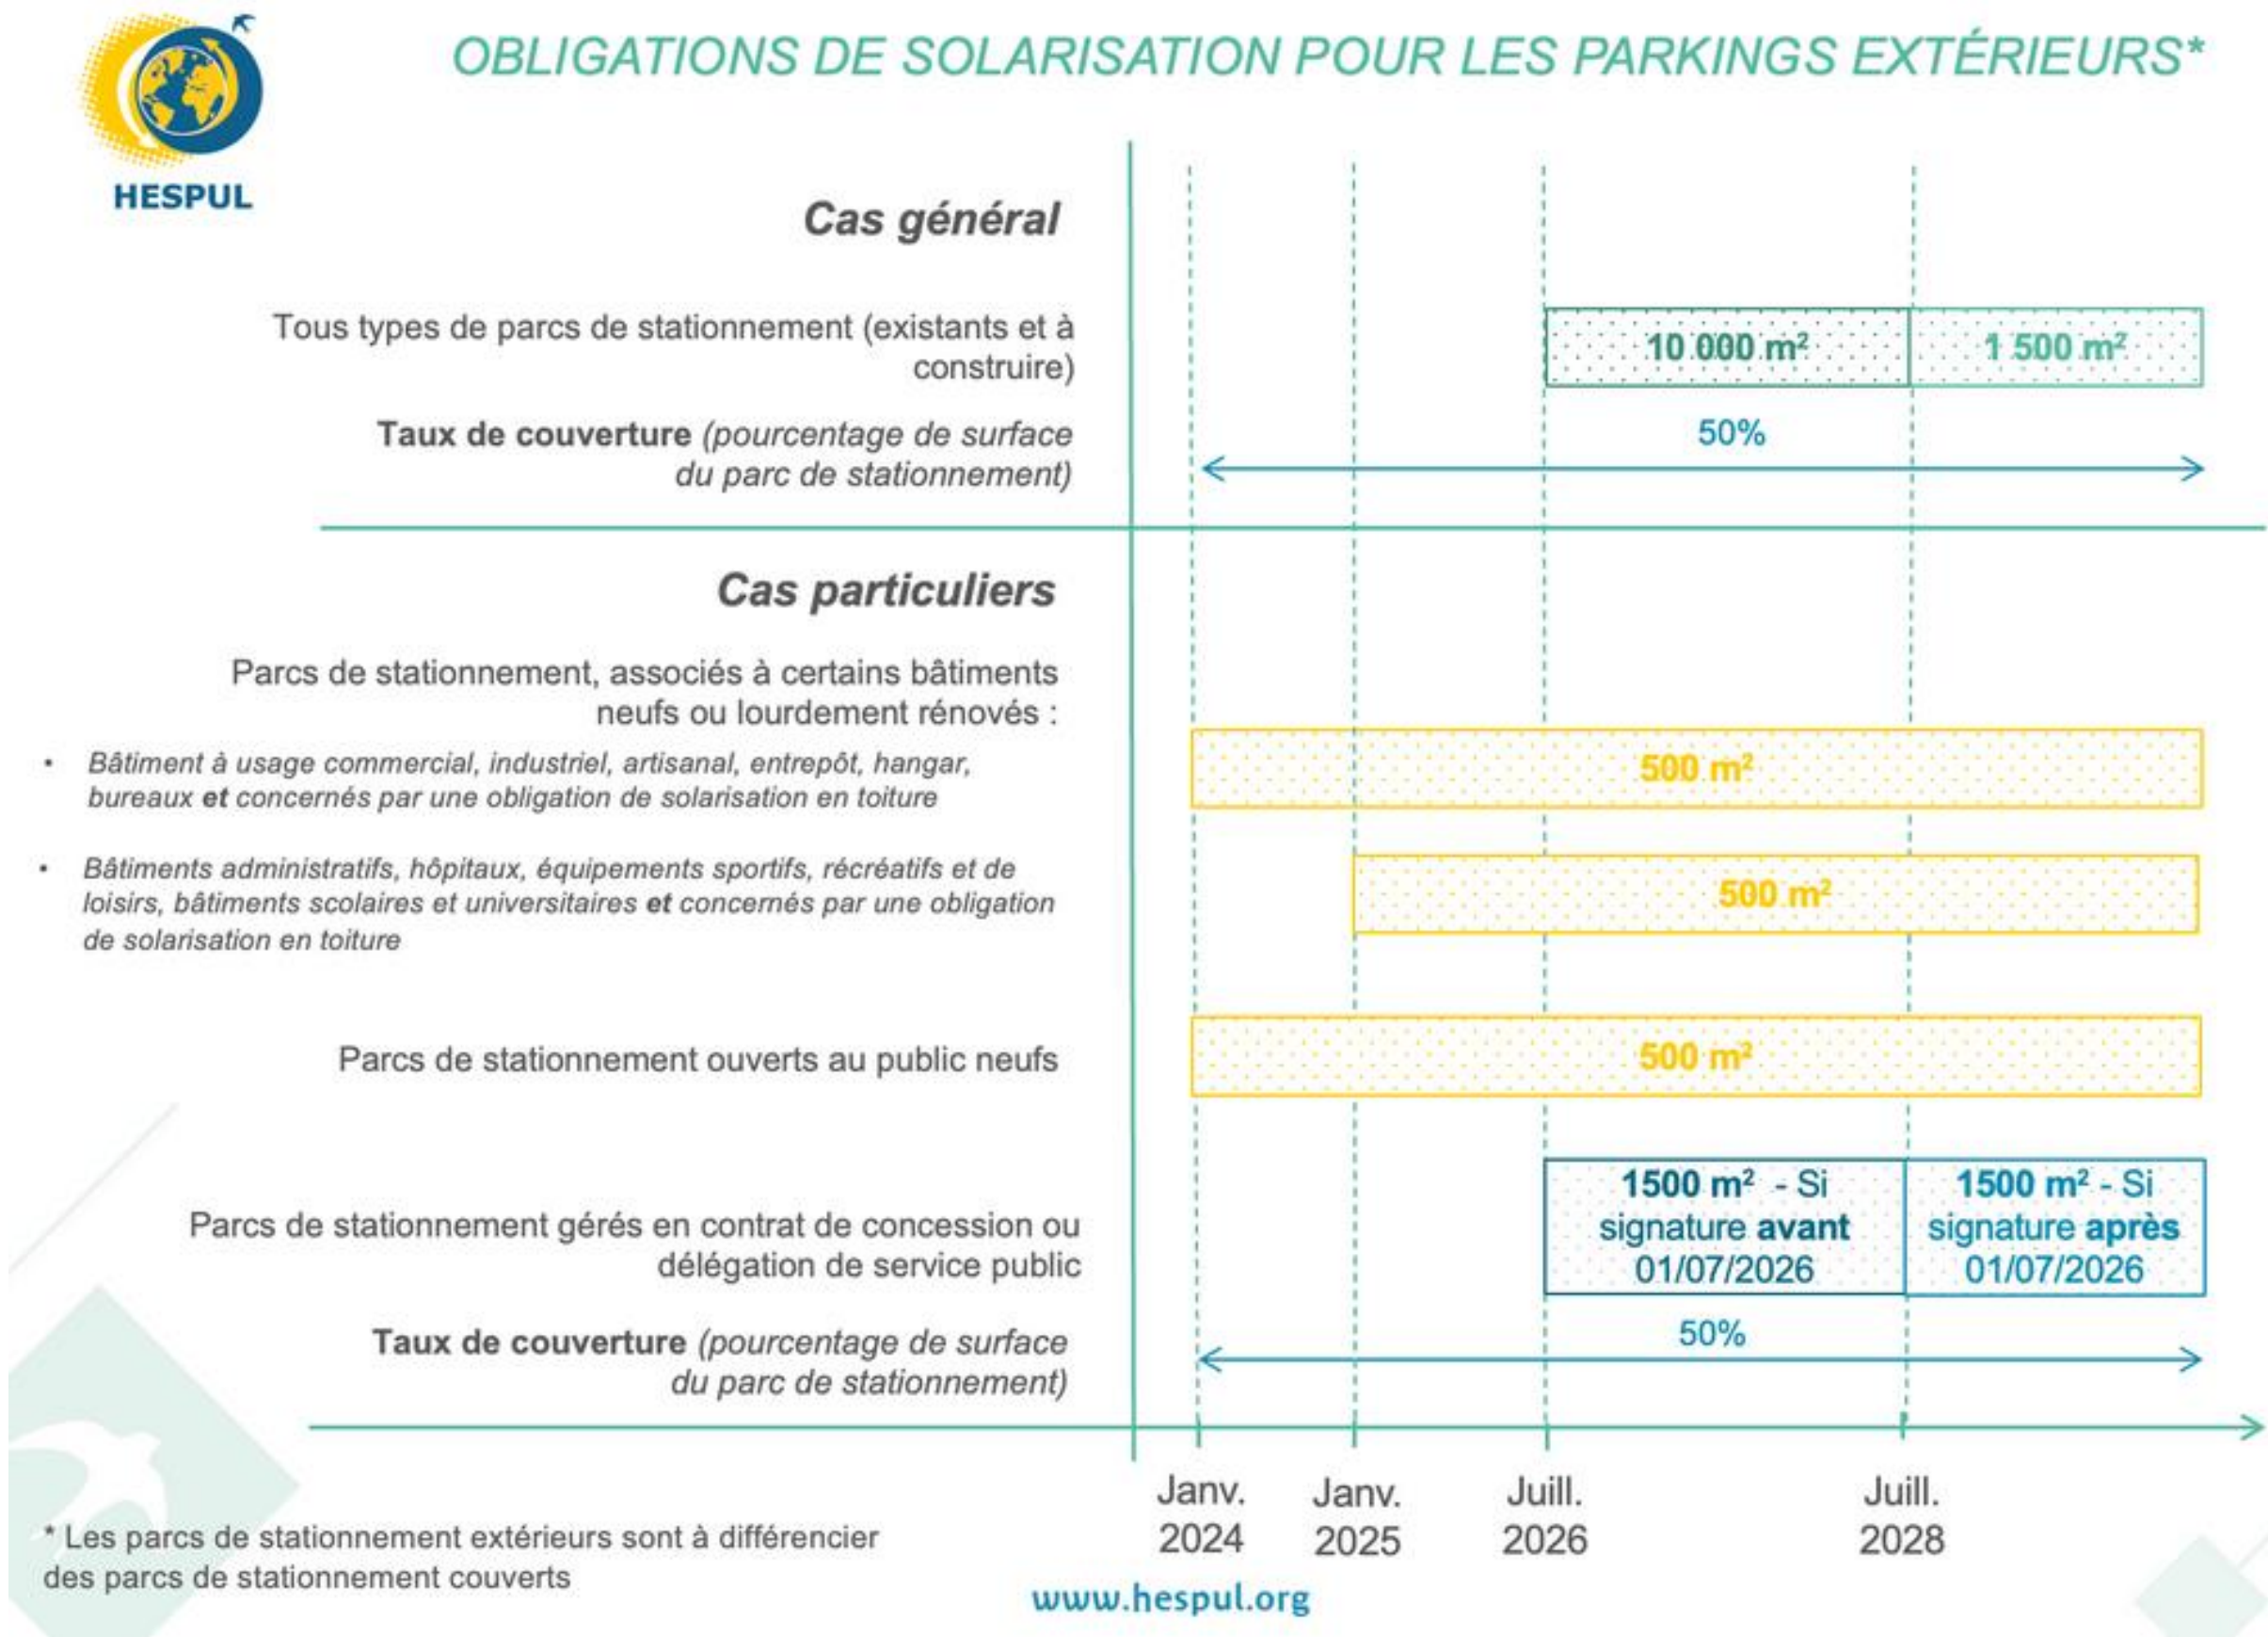 HESPUL
OBLIGATIONS DE SOLARISATION POUR LES PARKINGS EXTÉRIEURS*
Cas général
Tous types de parcs de stationnement (existants et à
construire)
10 000 m²
1 500 m²
Taux de couverture (pourcentage de surface
du parc de stationnement)
50%
Cas particuliers
Parcs de stationnement, associés à certains bâtiments
neufs ou lourdement rénovés :
• Bâtiment à usage commercial, industriel, artisanal, entrepôt, hangar,
bureaux et concernés par une obligation de solarisation en toiture
500 m²
• Bâtiments administratifs, hôpitaux, équipements sportifs, récréatifs et de
loisirs, bâtiments scolaires et universitaires et concernés par une obligation
de solarisation en toiture
500 m²
Parcs de stationnement ouverts au public neufs
500 m²
Parcs de stationnement gérés en contrat de concession ou
délégation de service public
1500 m² - Si
signature avant
01/07/2026
1500 m² - Si
signature après
01/07/2026
Taux de couverture (pourcentage de surface
du parc de stationnement)
50%
Janv.
2024
Janv.
2025
Juill.
2026
Juill.
2028
* Les parcs de stationnement extérieurs sont à différencier
des parcs de stationnement couverts
www.hespul.org